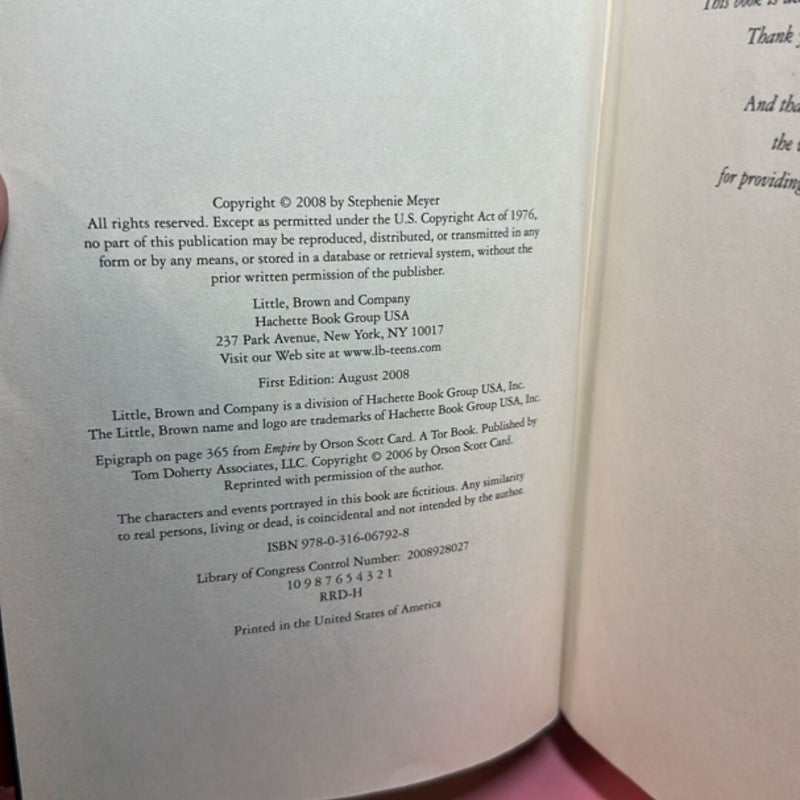 Copyright © 2008 by Stephenie Meyer
All rights reserved. Except as permitted under the U.S. Copyright Act of 1976,
no part of this publication may be reproduced, distributed, or transmitted in any
form or by any means, or stored in a database or retrieval system, without the
prior written permission of the publisher.
Little, Brown and Company
Hachette Book Group USA
237 Park Avenue, New York, NY 10017
Visit our Web site at www.lb-teens.com
First Edition: August 2008
Little, Brown and Company is a division of Hachette Book Group USA, Inc.
The Little, Brown name and logo are trademarks of Hachette Book Group USA, Inc.
Epigraph on page 365 from Empire by Orson Scott Card. A Tor Book. Published by
Tom Doherty Associates, LLC. Copyright © 2006 by Orson Scott Card.
Reprinted with permission of the author.
The characters and events portrayed in this book are fictitious. Any similarity
to real persons, living or dead, is coincidental and not intended by the author.
ISBN 978-0-316-06792-8
Library of Congress Control Number: 2008928027
10 9 8 7 6 5 4 3 2 1
RRD-H
Printed in the United States of America
This book is
Thank
And
the
for providing